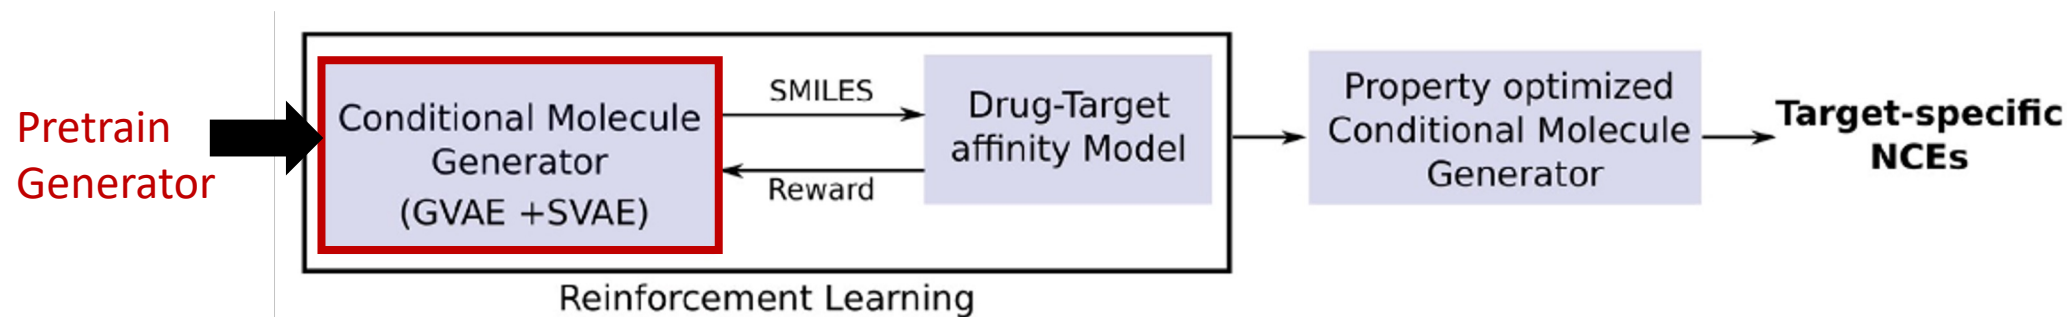 Pretrain
Generator
Conditional Molecule
Generator
(GVAE +SVAE)
SMILES
Reward
Drug-Target
affinity Model
Reinforcement Learning
Property optimized
Conditional Molecule
Generator
Target-specific
NCEs